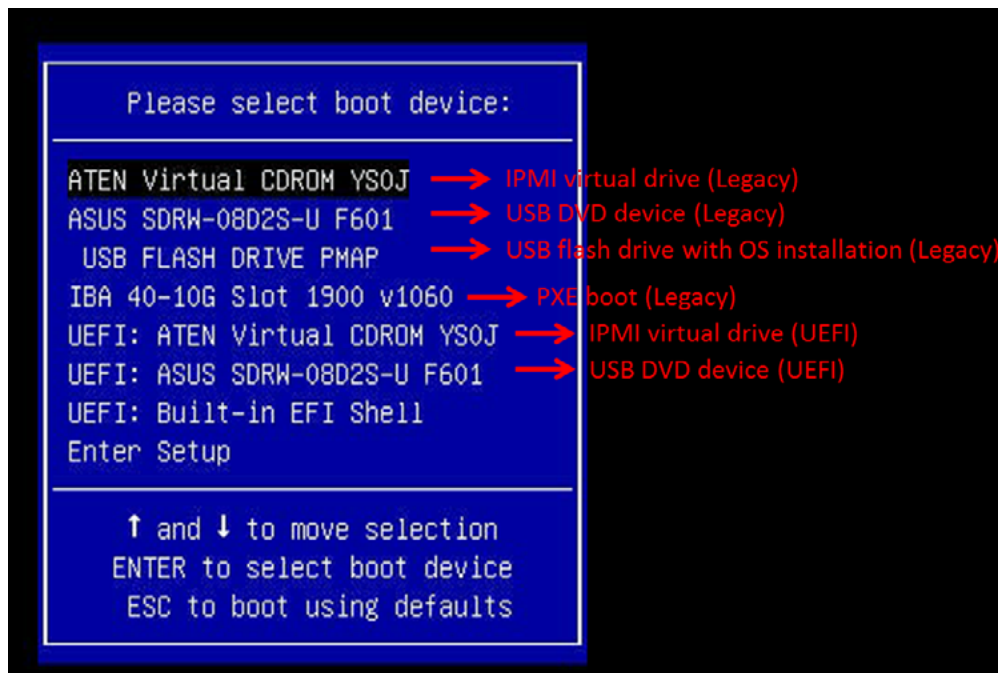 Please select boot device:
ATEN Virtual CDROM YS0J → IPMI virtual drive (Legacy)
ASUS SDRW-08D2S-U F601 → USB DVD device (Legacy)
USB FLASH DRIVE PMAP → USB flash drive with OS installation (Legacy)
IBA 40-10G Slot 1900 v1060 → PXE boot (Legacy)
UEFI: ATEN Virtual CDROM YS0J → IPMI virtual drive (UEFI)
UEFI: ASUS SDRW-08D2S-U F601 → USB DVD device (UEFI)
UEFI: Built-in EFI Shell
Enter Setup
↑ and ↓ to move selection
ENTER to select boot device
ESC to boot using defaults